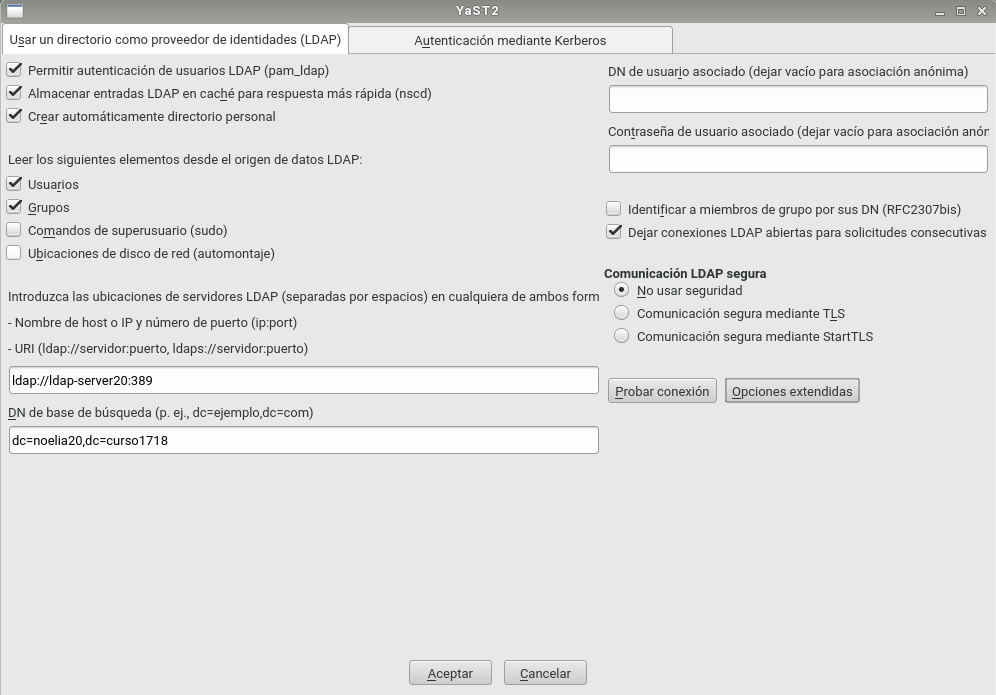 YaST2
Usar un directorio como proveedor de identidades (LDAP)
Autenticación mediante Kerberos
Permitir autenticación de usuarios LDAP (pam_ldap)
Almacenar entradas LDAP en caché para respuesta más rápida (nscd)
Crear automáticamente directorio personal
Leer los siguientes elementos desde el origen de datos LDAP:
Usuarios
Grupos
Comandos de superusuario (sudo)
Ubicaciones de disco de red (automontaje)
Introduzca las ubicaciones de servidores LDAP (separadas por espacios) en cualquiera de ambos form
- Nombre de host o IP y número de puerto (ip:port)
- URI (ldap://servidor:puerto, ldaps://servidor:puerto)
ldap://ldap-server20:389
DN de base de búsqueda (p. ej., dc=ejemplo,dc=com)
dc=noelia20,dc=curso1718
DN de usuario asociado (dejar vacío para asociación anónima)
Contraseña de usuario asociado (dejar vacío para asociación anón
Identificar a miembros de grupo por sus DN (RFC2307bis)
Dejar conexiones LDAP abiertas para solicitudes consecutivas
Comunicación LDAP segura
No usar seguridad
Comunicación segura mediante TLS
Comunicación segura mediante StartTLS
Probar conexión
Opciones extendidas
Aceptar
Cancelar